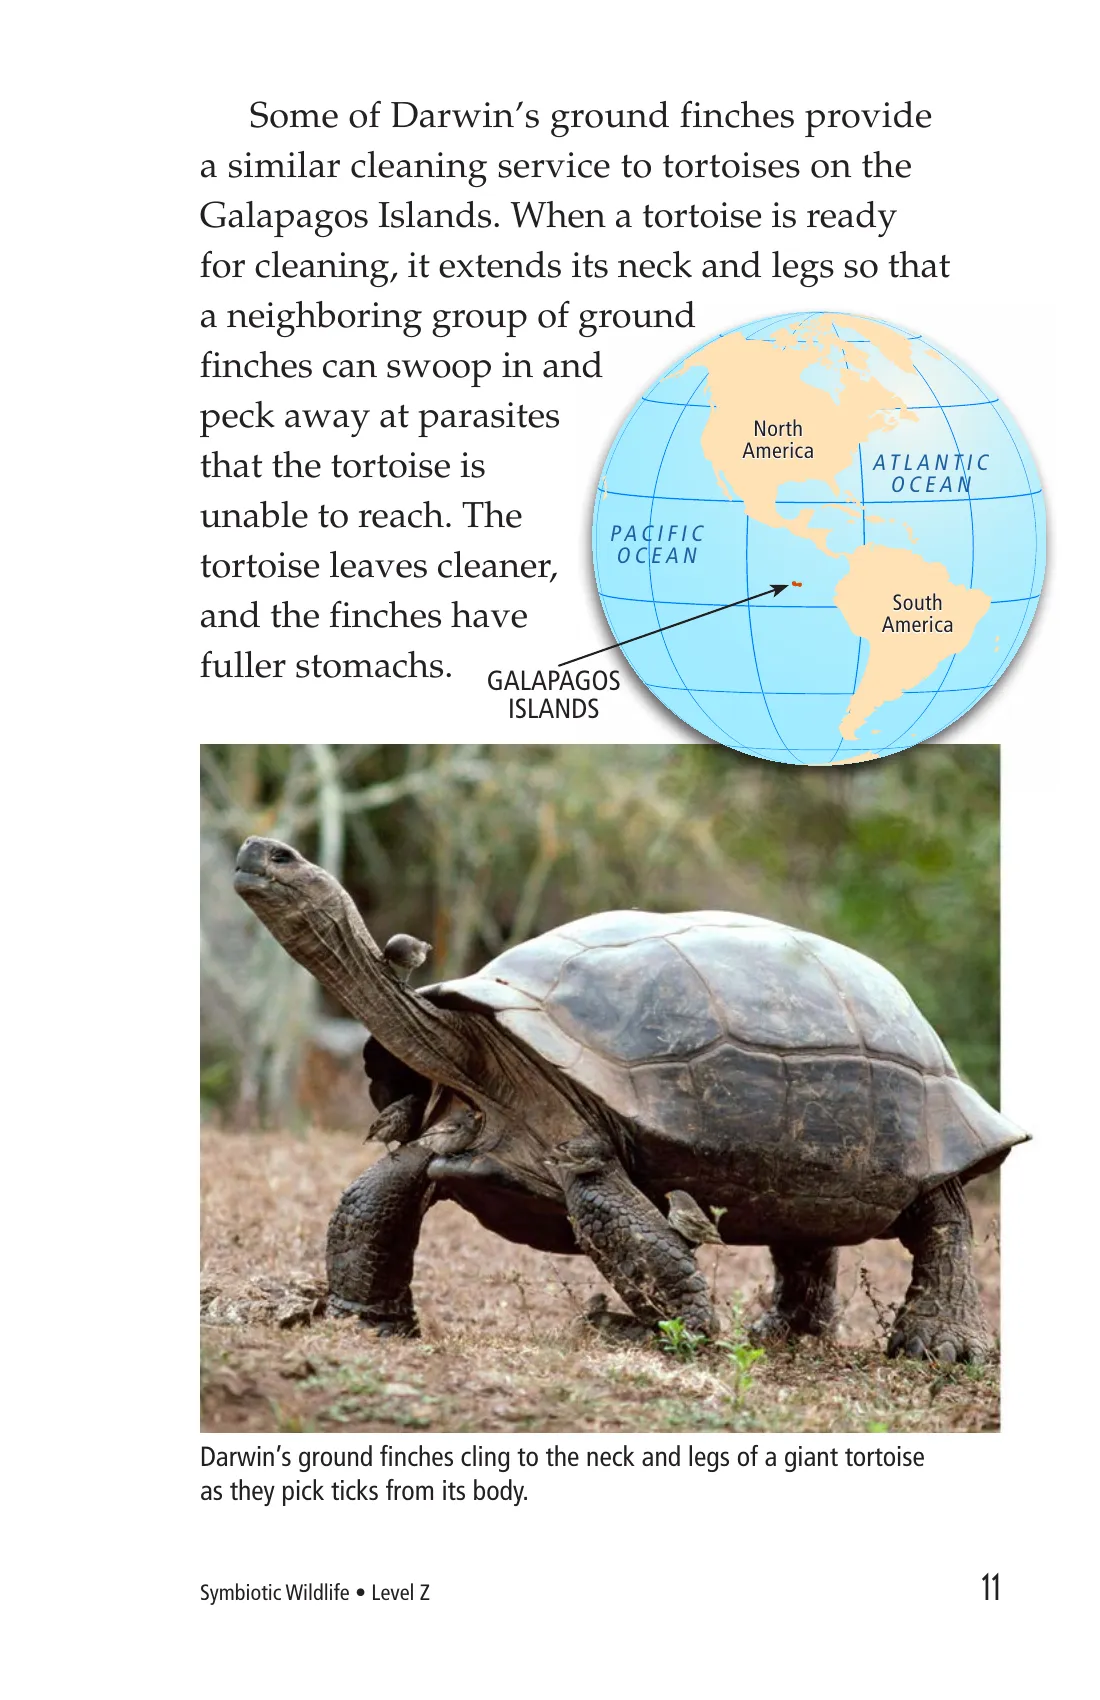 Some of Darwin’s ground finches provide
a similar cleaning service to tortoises on the
Galapagos Islands. When a tortoise is ready
for cleaning, it extends its neck and legs so that
a neighboring group of ground
finches can swoop in and
peck away at parasites
that the tortoise is
unable to reach. The
tortoise leaves cleaner,
and the finches have
fuller stomachs.
North
America
ATLANTIC
OCEAN
PACIFIC
OCEAN
South
America
GALAPAGOS
ISLANDS
Darwin’s ground finches cling to the neck and legs of a giant tortoise
as they pick ticks from its body.
Symbiotic Wildlife • Level Z
11